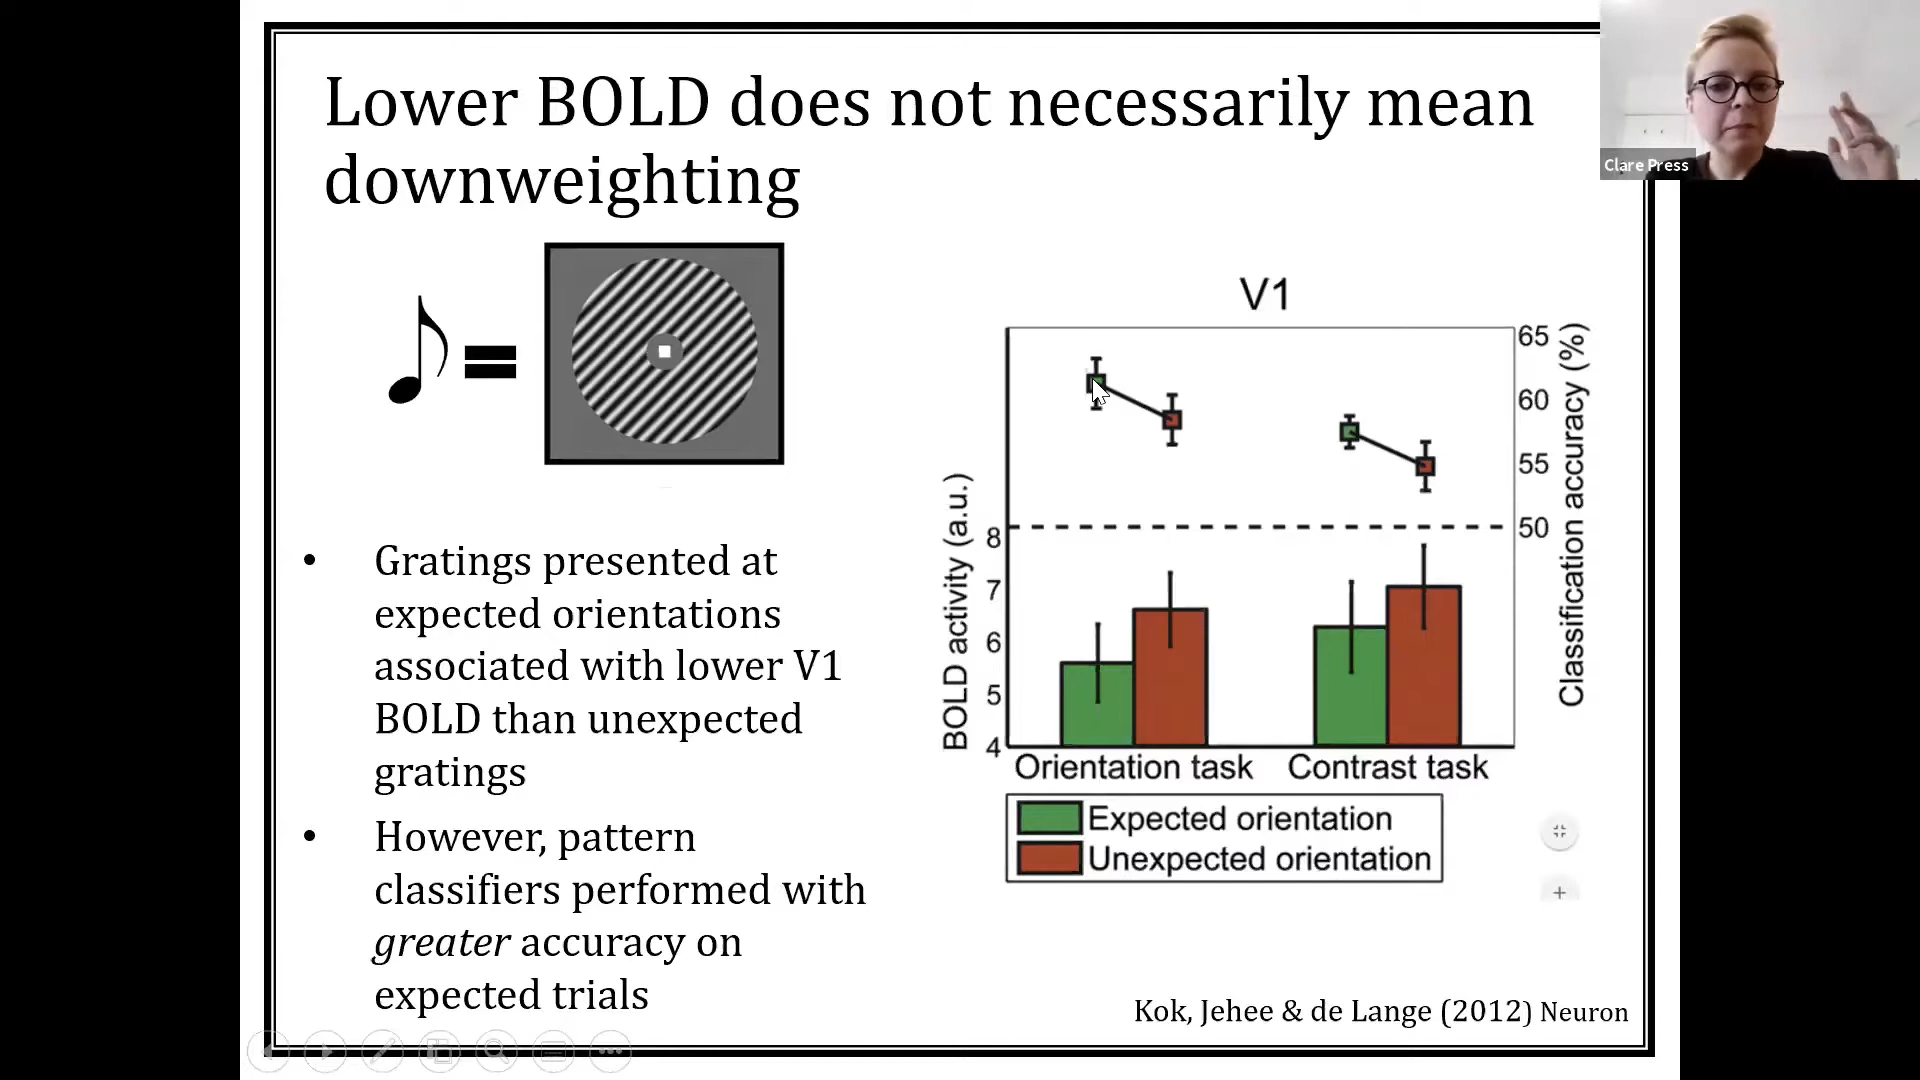 Lower BOLD does not necessarily mean
downweighting
Clare Press
=
• Gratings presented at
expected orientations
associated with lower V1
BOLD than unexpected
gratings
• However, pattern
classifiers performed with
greater accuracy on
expected trials
V1
BOLD activity (a.u.)
8
7
6
5
4
65
60
55
50
Classification accuracy (%)
Orientation task
Contrast task
Expected orientation
Unexpected orientation
Kok, Jehee & de Lange (2012) Neuron